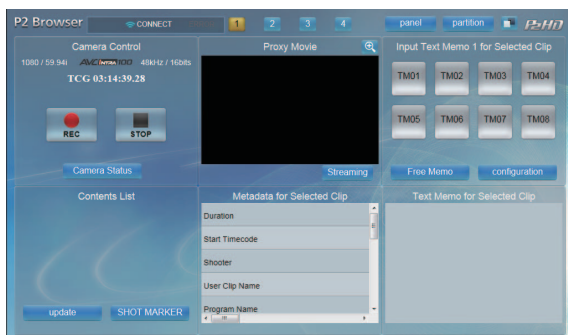 P2 Browser CONNECT 1 2 3 4 panel partition P2HD
Camera Control
1080 / 59.94i AVC INTRA 100 48kHz / 16bits
TCG 03:14:39.28
REC STOP
Camera Status
Proxy Movie
Streaming
Input Text Memo 1 for Selected Clip
TM01 TM02 TM03 TM04
TM05 TM06 TM07 TM08
Free Memo configuration
Contents List
update SHOT MARKER
Metadata for Selected Clip
Duration
Start Timecode
Shooter
User Clip Name
Program Name
Text Memo for Selected Clip